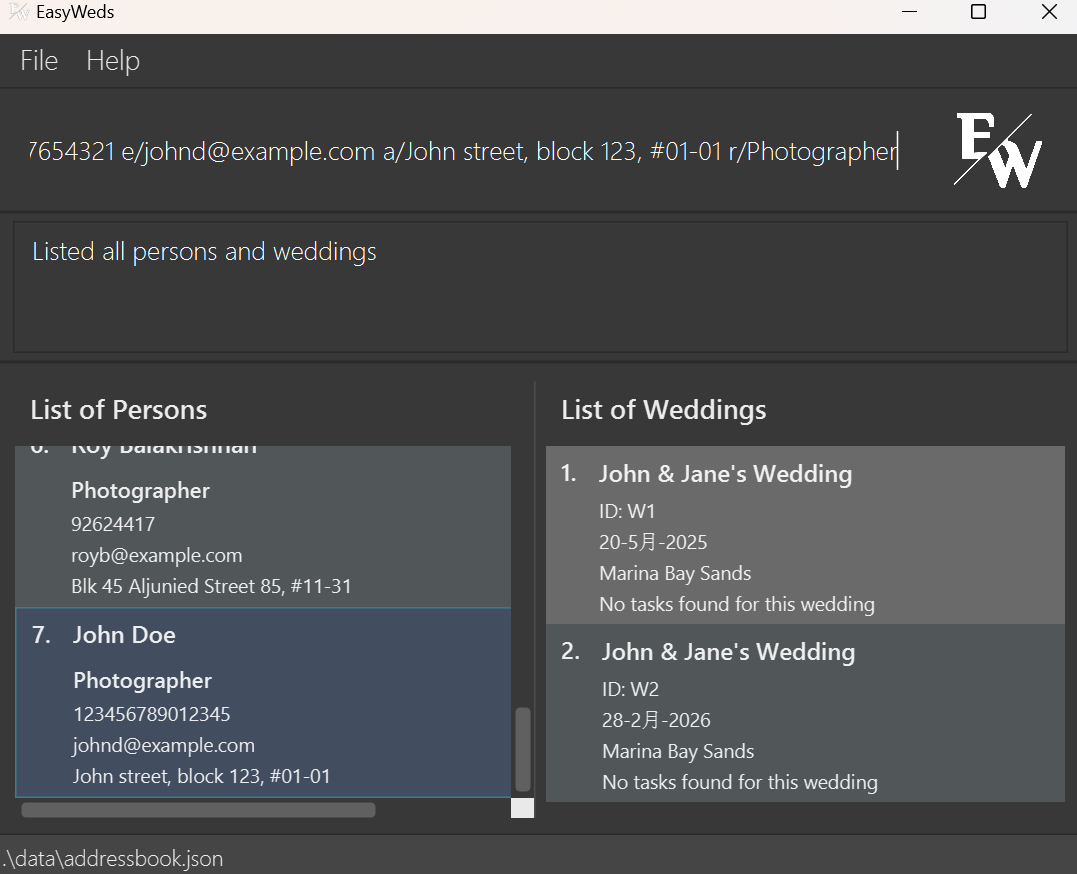 EasyWeds
File Help
7654321 e/johnd@example.com a/John street, block 123, #01-01 r/Photographer
EW
Listed all persons and weddings
List of Persons
6. Roy Balakrishnan
Photographer
92624417
royb@example.com
Blk 45 Aljunied Street 85, #11-31
7. John Doe
Photographer
123456789012345
johnd@example.com
John street, block 123, #01-01
List of Weddings
1. John & Jane's Wedding
ID: W1
20-5月-2025
Marina Bay Sands
No tasks found for this wedding
2. John & Jane's Wedding
ID: W2
28-2月-2026
Marina Bay Sands
No tasks found for this wedding
.\data\addressbook.json